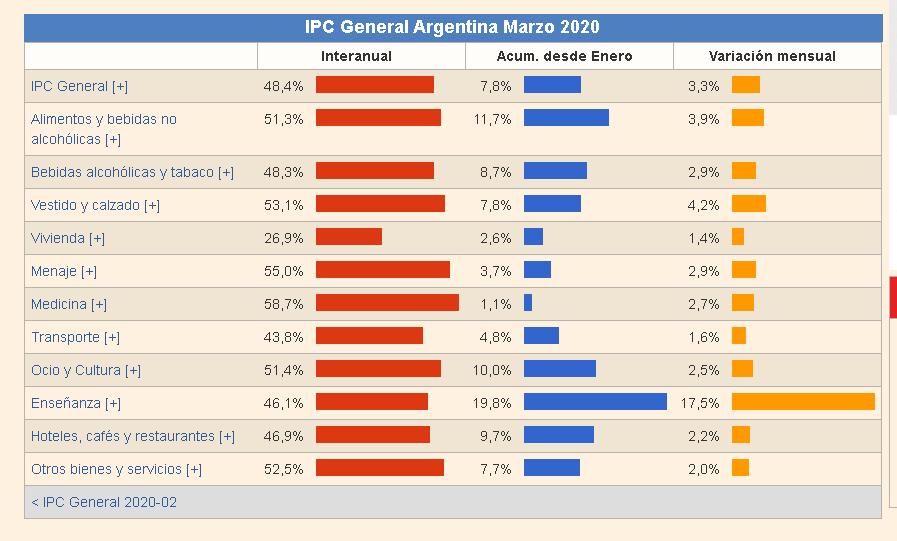 IPC General Argentina Marzo 2020
Interanual Acum. desde Enero Variación mensual
IPC General [+] 48,4% 7,8% 3,3%
Alimentos y bebidas no
alcohólicas [+] 51,3% 11,7% 3,9%
Bebidas alcohólicas y tabaco [+] 48,3% 8,7% 2,9%
Vestido y calzado [+] 53,1% 7,8% 4,2%
Vivienda [+] 26,9% 2,6% 1,4%
Menaje [+] 55,0% 3,7% 2,9%
Medicina [+] 58,7% 1,1% 2,7%
Transporte [+] 43,8% 4,8% 1,6%
Ocio y Cultura [+] 51,4% 10,0% 2,5%
Enseñanza [+] 46,1% 19,8% 17,5%
Hoteles, cafés y restaurantes [+] 46,9% 9,7% 2,2%
Otros bienes y servicios [+] 52,5% 7,7% 2,0%
< IPC General 2020-02